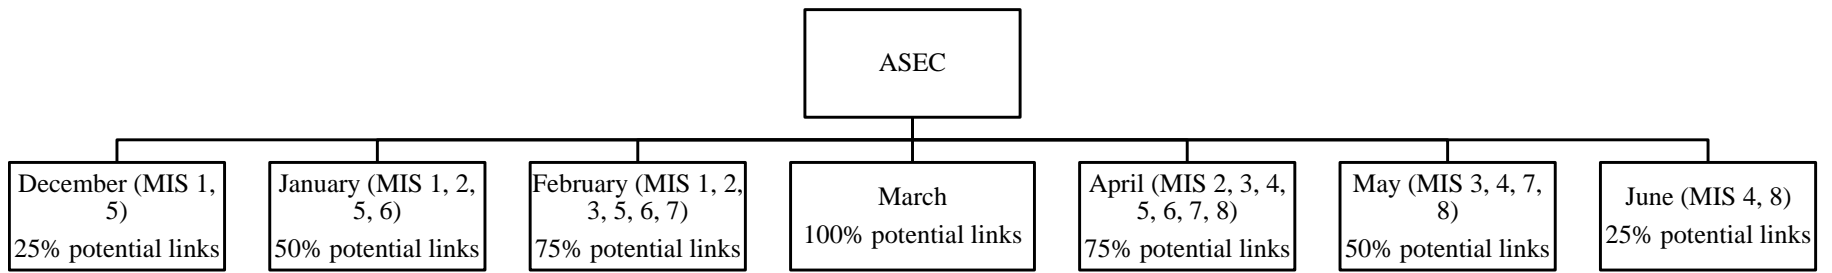 ASEC
December (MIS 1,
5)
25% potential links
January (MIS 1, 2,
5, 6)
50% potential links
February (MIS 1, 2,
3, 5, 6, 7)
75% potential links
March
100% potential links
April (MIS 2, 3, 4,
5, 6, 7, 8)
75% potential links
May (MIS 3, 4, 7,
8)
50% potential links
June (MIS 4, 8)
25% potential links